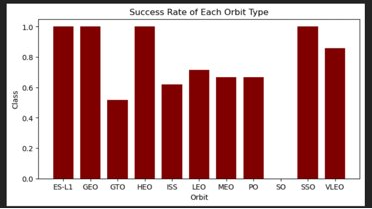 Success Rate of Each Orbit Type
1.0
0.8
0.6
0.4
0.2
0.0
Class
ES-L1 GEO GTO HEO ISS LEO MEO PO SO SSO VLEO
Orbit